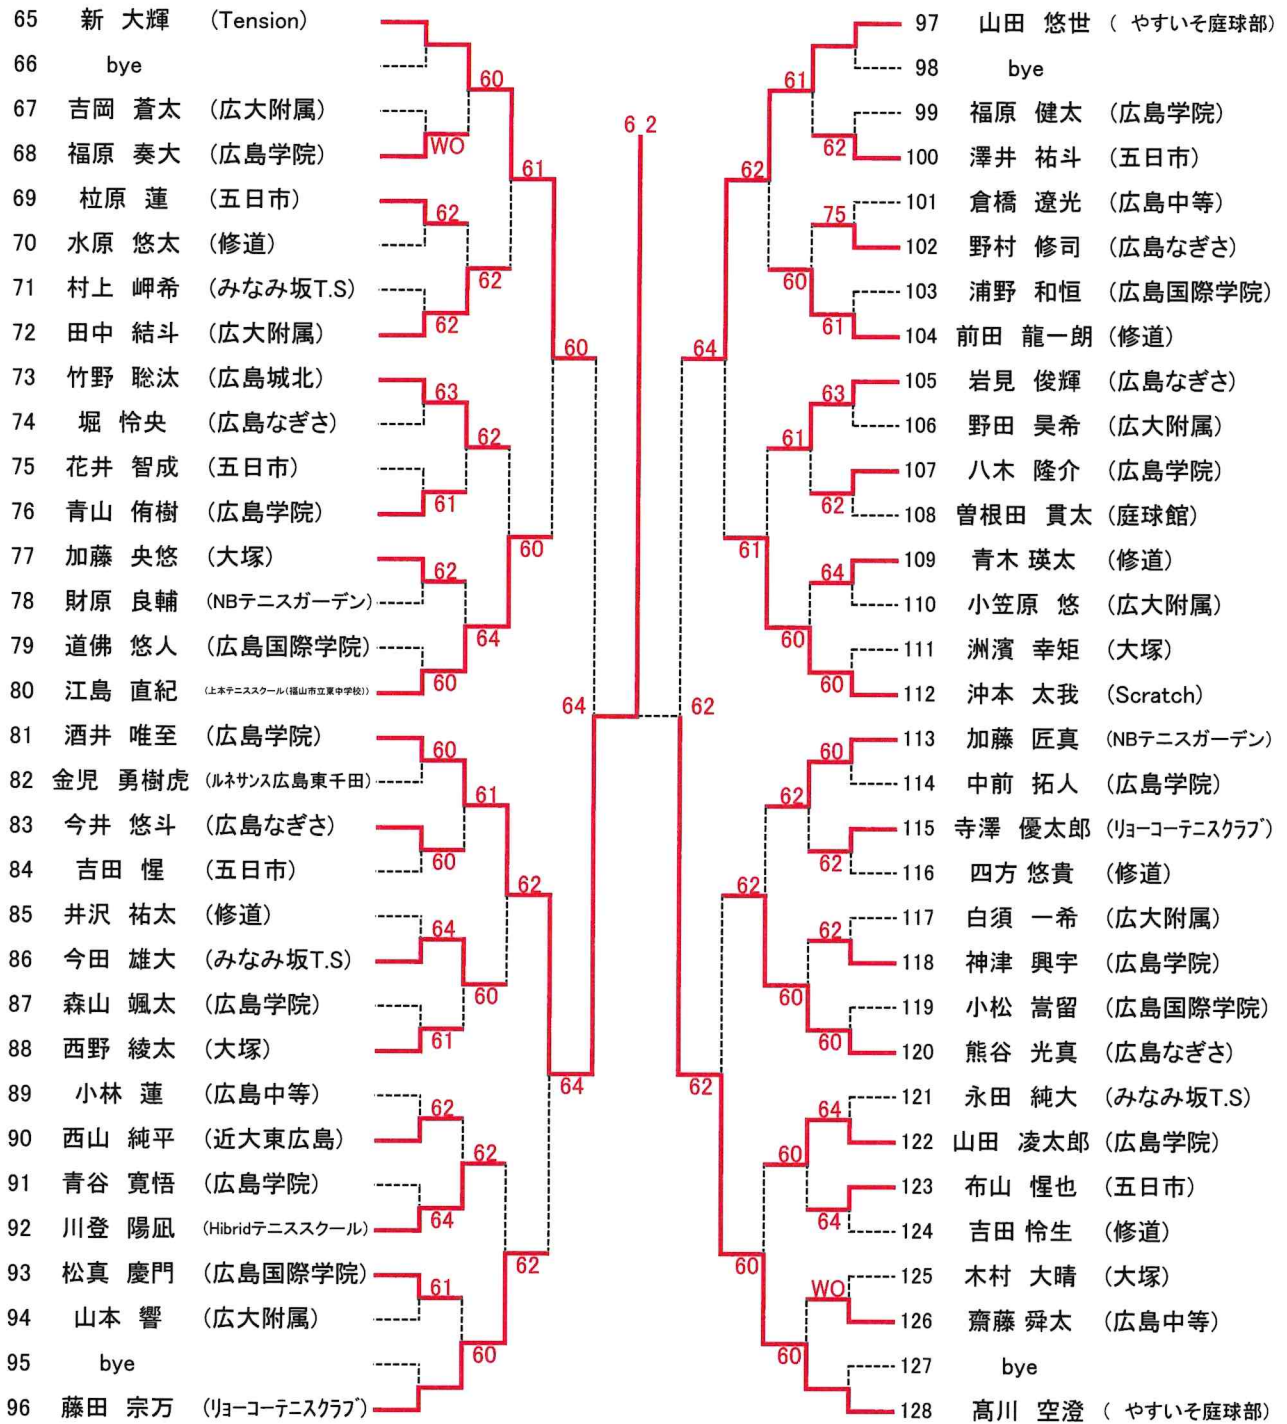 65 新 大輝 (Tension)
66 bye
67 吉岡 蒼太 (広大附属)
68 福原 奏大 (広島学院)
69 柆原 蓮 (五日市)
70 水原 悠太 (修道)
71 村上 岬希 (みなみ坂T.S)
72 田中 結斗 (広大附属)
73 竹野 聡汰 (広島城北)
74 堀 怜央 (広島なぎさ)
75 花井 智成 (五日市)
76 青山 侑樹 (広島学院)
77 加藤 央悠 (大塚)
78 財原 良輔 (NBテニスガーデン)
79 道佛 悠人 (広島国際学院)
80 江島 直紀 (上本テニススクール(福山市立東中学校))
81 酒井 唯至 (広島学院)
82 金児 勇樹虎 (ルネサンス広島東千田)
83 今井 悠斗 (広島なぎさ)
84 吉田 惺 (五日市)
85 井沢 祐太 (修道)
86 今田 雄大 (みなみ坂T.S)
87 森山 颯太 (広島学院)
88 西野 綾太 (大塚)
89 小林 蓮 (広島中等)
90 西山 純平 (近大東広島)
91 青谷 寛悟 (広島学院)
92 川登 陽凪 (Hibridテニススクール)
93 松真 慶門 (広島国際学院)
94 山本 響 (広大附属)
95 bye
96 藤田 宗万 (リョーコーテニスクラブ)
WO
62
62
63
61
62
60
60
60
64
61
62
64
61
60
62
62
64
61
60
62
60
61
60
62
62
60
64
64
6 2
62
64
62
62
61
62
60
61
60
61
60
62
60
60
60
62
75
61
63
62
64
60
60
62
62
60
64
64
WO
97 山田 悠世 ( やすいそ庭球部)
98 bye
99 福原 健太 (広島学院)
100 澤井 祐斗 (五日市)
101 倉橋 遼光 (広島中等)
102 野村 修司 (広島なぎさ)
103 浦野 和恒 (広島国際学院)
104 前田 龍一朗 (修道)
105 岩見 俊輝 (広島なぎさ)
106 野田 昊希 (広大附属)
107 八木 隆介 (広島学院)
108 曽根田 貫太 (庭球館)
109 青木 瑛太 (修道)
110 小笠原 悠 (広大附属)
111 洲濱 幸矩 (大塚)
112 沖本 太我 (Scratch)
113 加藤 匠真 (NBテニスガーデン)
114 中前 拓人 (広島学院)
115 寺澤 優太郎 (リョーコーテニスクラブ)
116 四方 悠貴 (修道)
117 白須 一希 (広大附属)
118 神津 興宇 (広島学院)
119 小松 嵩留 (広島国際学院)
120 熊谷 光真 (広島なぎさ)
121 永田 純大 (みなみ坂T.S)
122 山田 凌太郎 (広島学院)
123 布山 惺也 (五日市)
124 吉田 怜生 (修道)
125 木村 大晴 (大塚)
126 齋藤 舜太 (広島中等)
127 bye
128 髙川 空澄 ( やすいそ庭球部)